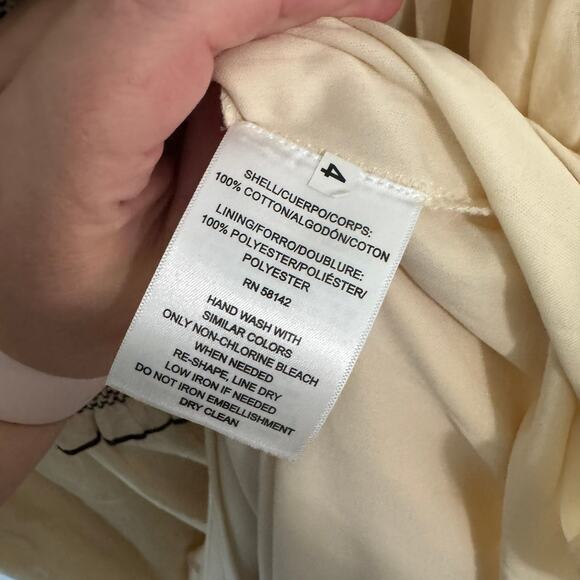 4
SHELL/CUERPO/CORPS:
100% COTTON/ALGODÓN/COTON
LINING/FORRO/DOUBLURE:
100% POLYESTER/POLIÉSTER/
POLYESTER
RN 58142
HAND WASH WITH
SIMILAR COLORS
ONLY NON-CHLORINE BLEACH
WHEN NEEDED
RE-SHAPE, LINE DRY
LOW IRON IF NEEDED
DO NOT IRON EMBELLISHMENT
DRY CLEAN